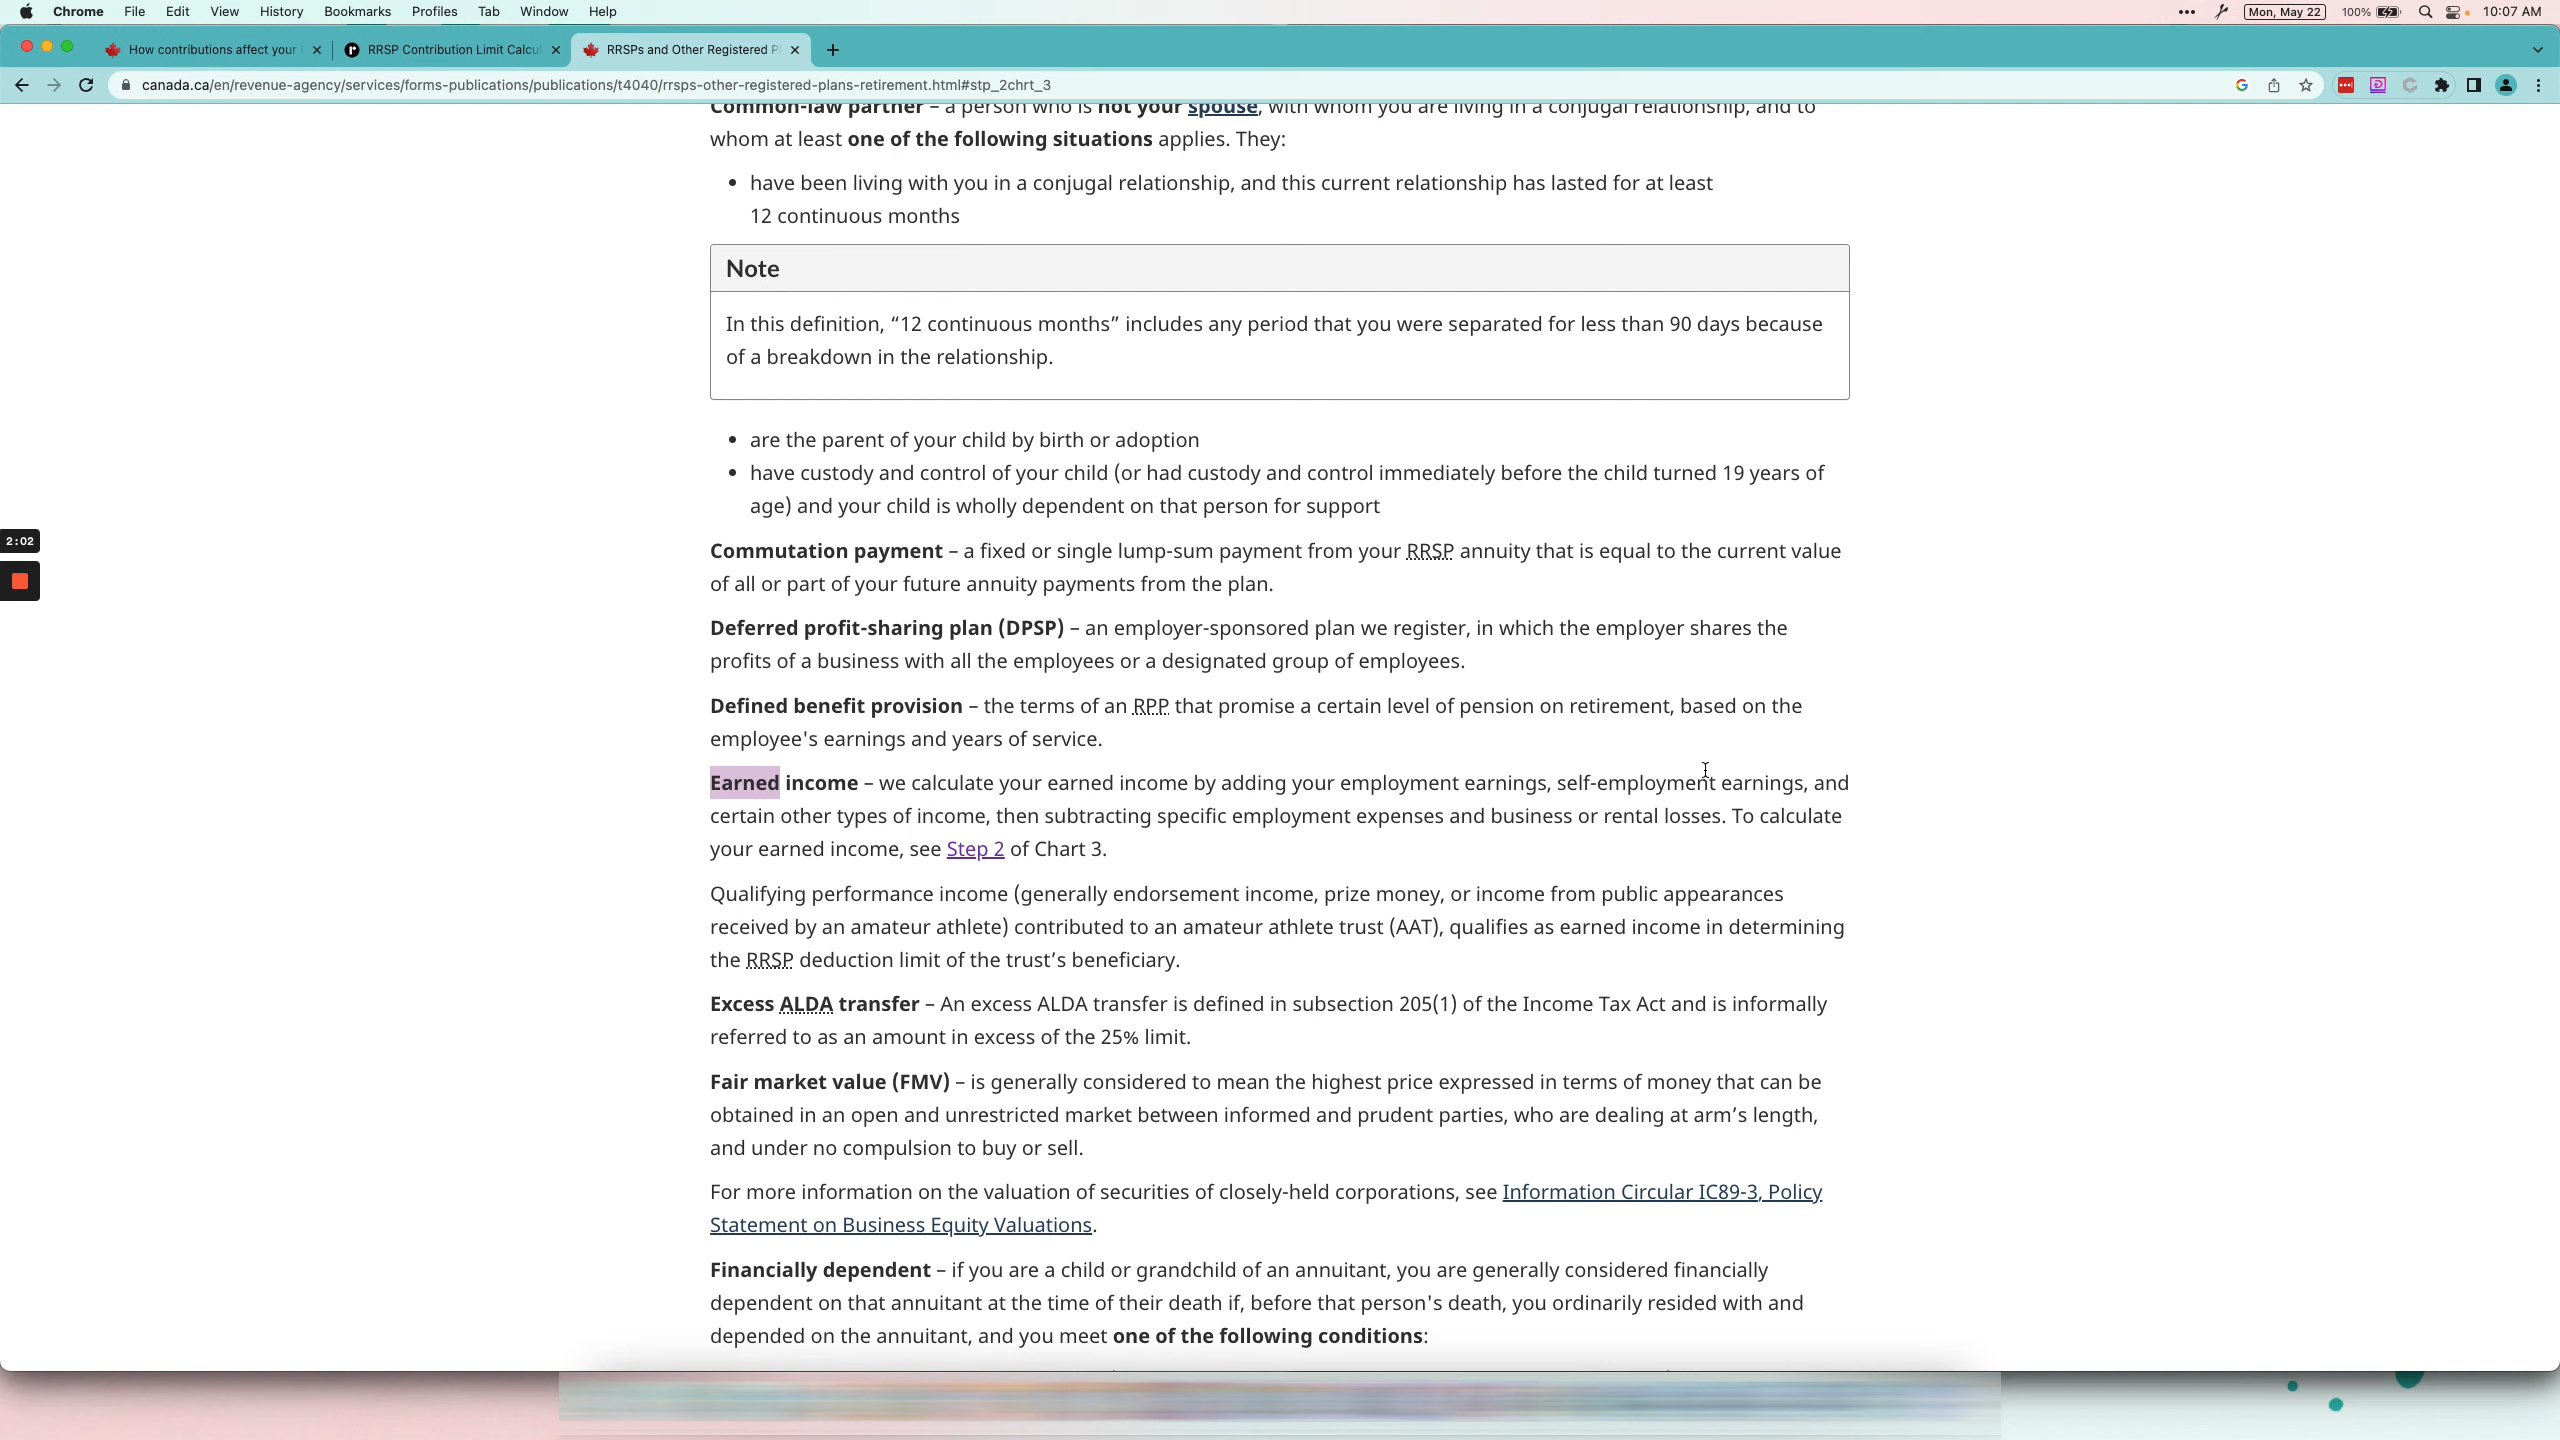 Chrome File Edit View History Bookmarks Profiles Tab Window Help Mon, May 22 100% 10:07 AM
How contributions affect your RRSP Contribution Limit Calcu RRSPs and Other Registered P
canada.ca/en/revenue-agency/services/forms-publications/publications/t4040/rrsps-other-registered-plans-retirement.html#stp_2chrt_3
Common-law partner – a person who is not your spouse, with whom you are living in a conjugal relationship, and to
whom at least one of the following situations applies. They:
• have been living with you in a conjugal relationship, and this current relationship has lasted for at least
12 continuous months
Note
In this definition, “12 continuous months” includes any period that you were separated for less than 90 days because
of a breakdown in the relationship.
• are the parent of your child by birth or adoption
• have custody and control of your child (or had custody and control immediately before the child turned 19 years of
age) and your child is wholly dependent on that person for support
2:02
Commutation payment – a fixed or single lump-sum payment from your RRSP annuity that is equal to the current value
of all or part of your future annuity payments from the plan.
Deferred profit-sharing plan (DPSP) – an employer-sponsored plan we register, in which the employer shares the
profits of a business with all the employees or a designated group of employees.
Defined benefit provision – the terms of an RPP that promise a certain level of pension on retirement, based on the
employee's earnings and years of service.
Earned income – we calculate your earned income by adding your employment earnings, self-employment earnings, and
certain other types of income, then subtracting specific employment expenses and business or rental losses. To calculate
your earned income, see Step 2 of Chart 3.
Qualifying performance income (generally endorsement income, prize money, or income from public appearances
received by an amateur athlete) contributed to an amateur athlete trust (AAT), qualifies as earned income in determining
the RRSP deduction limit of the trust’s beneficiary.
Excess ALDA transfer – An excess ALDA transfer is defined in subsection 205(1) of the Income Tax Act and is informally
referred to as an amount in excess of the 25% limit.
Fair market value (FMV) – is generally considered to mean the highest price expressed in terms of money that can be
obtained in an open and unrestricted market between informed and prudent parties, who are dealing at arm’s length,
and under no compulsion to buy or sell.
For more information on the valuation of securities of closely-held corporations, see Information Circular IC89-3, Policy
Statement on Business Equity Valuations.
Financially dependent – if you are a child or grandchild of an annuitant, you are generally considered financially
dependent on that annuitant at the time of their death if, before that person's death, you ordinarily resided with and
depended on the annuitant, and you meet one of the following conditions: